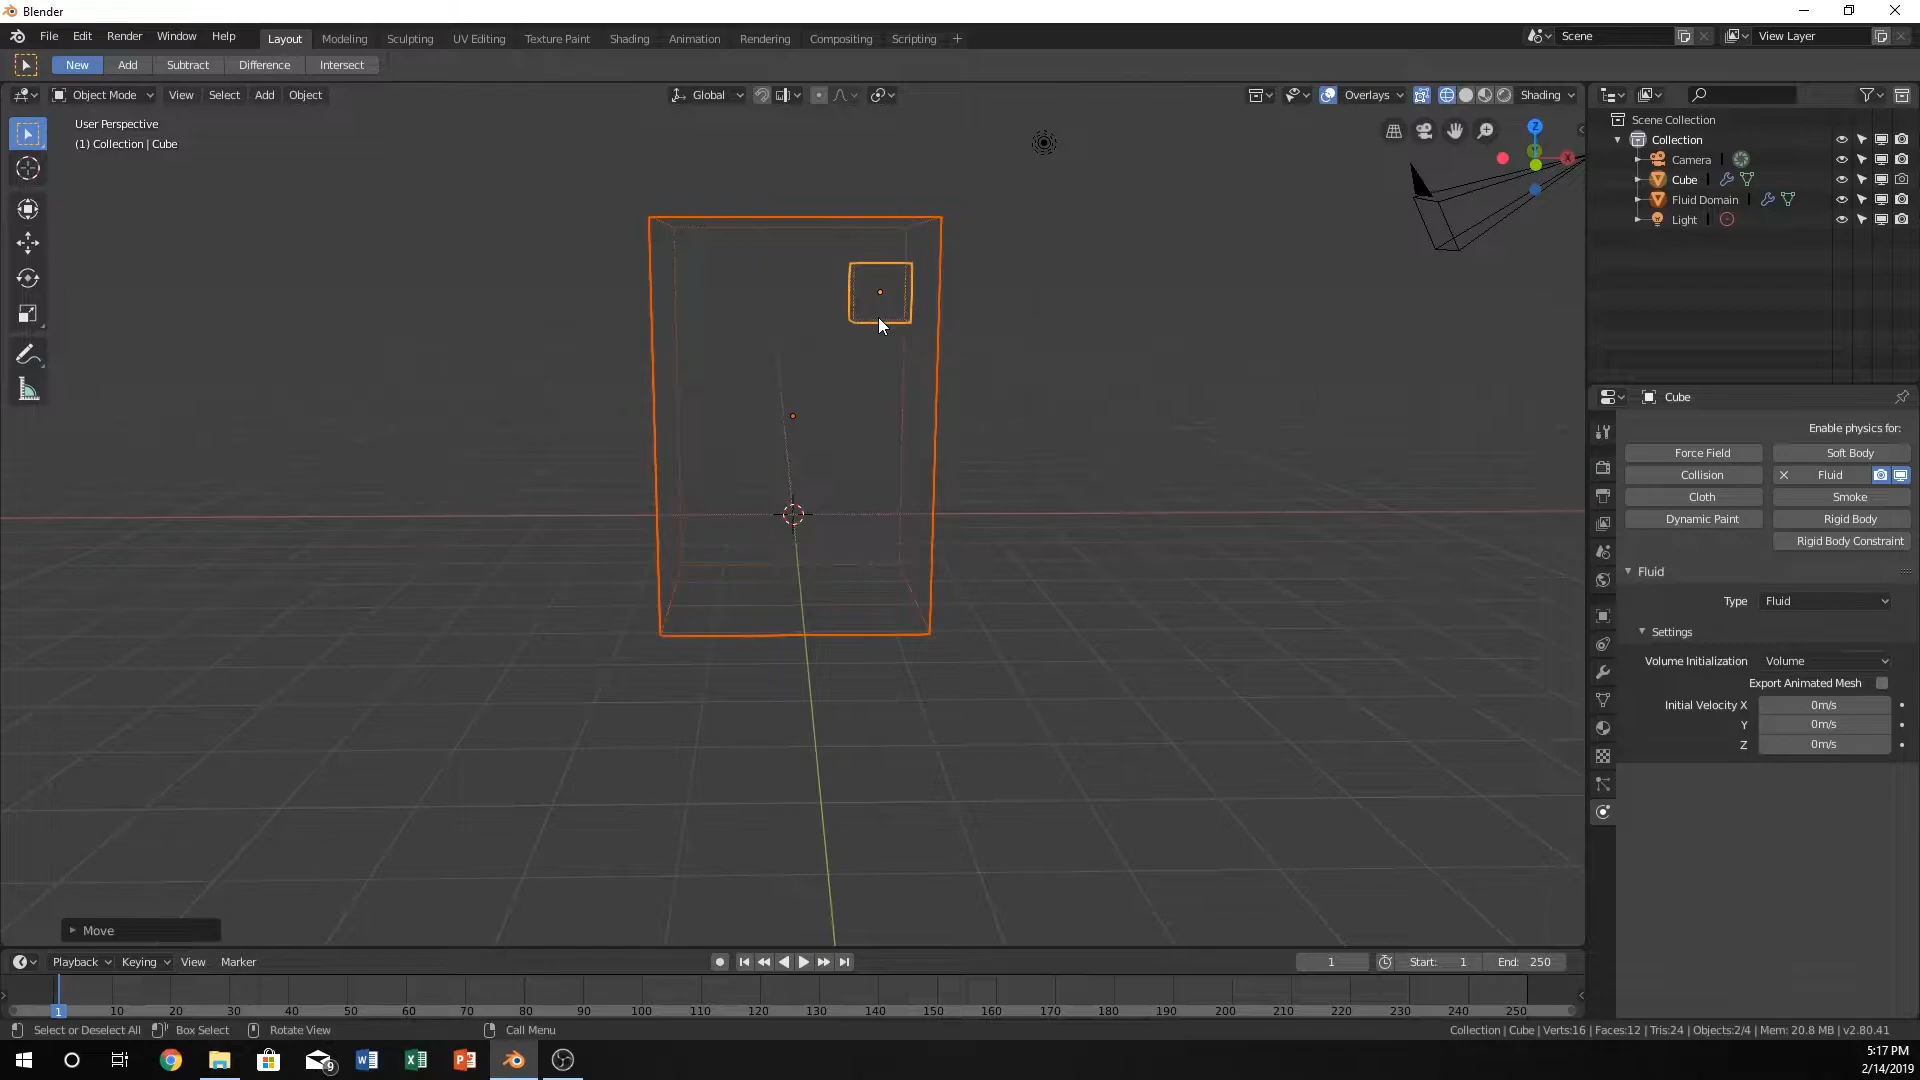 Blender
File Edit Render Window Help
Layout Modeling Sculpting UV Editing Texture Paint Shading Animation Rendering Compositing Scripting +
Scene View Layer
New Add Subtract Difference Intersect
Object Mode View Select Add Object Global Overlays Shading
User Perspective
(1) Collection | Cube
Z
Y
X
Scene Collection
Collection
Camera
Cube
Fluid Domain
Light
Cube
Enable physics for:
Force Field Soft Body
Collision Fluid
Cloth Smoke
Dynamic Paint Rigid Body
Rigid Body Constraint
Fluid
Type Fluid
Settings
Volume Initialization Volume
Export Animated Mesh
Initial Velocity X 0m/s
Y 0m/s
Z 0m/s
Move
Playback Keying View Marker 1 Start: 1 End: 250
1 10 20 30 40 50 60 70 80 90 100 110 120 130 140 150 160 170 180 190 200 210 220 230 240 250
Select or Deselect All Box Select Rotate View Call Menu Collection | Cube | Verts:16 | Faces:12 | Tris:24 | Objects:2/4 | Mem: 20.8 MB | v2.80.41
9
5:17 PM
2/14/2019